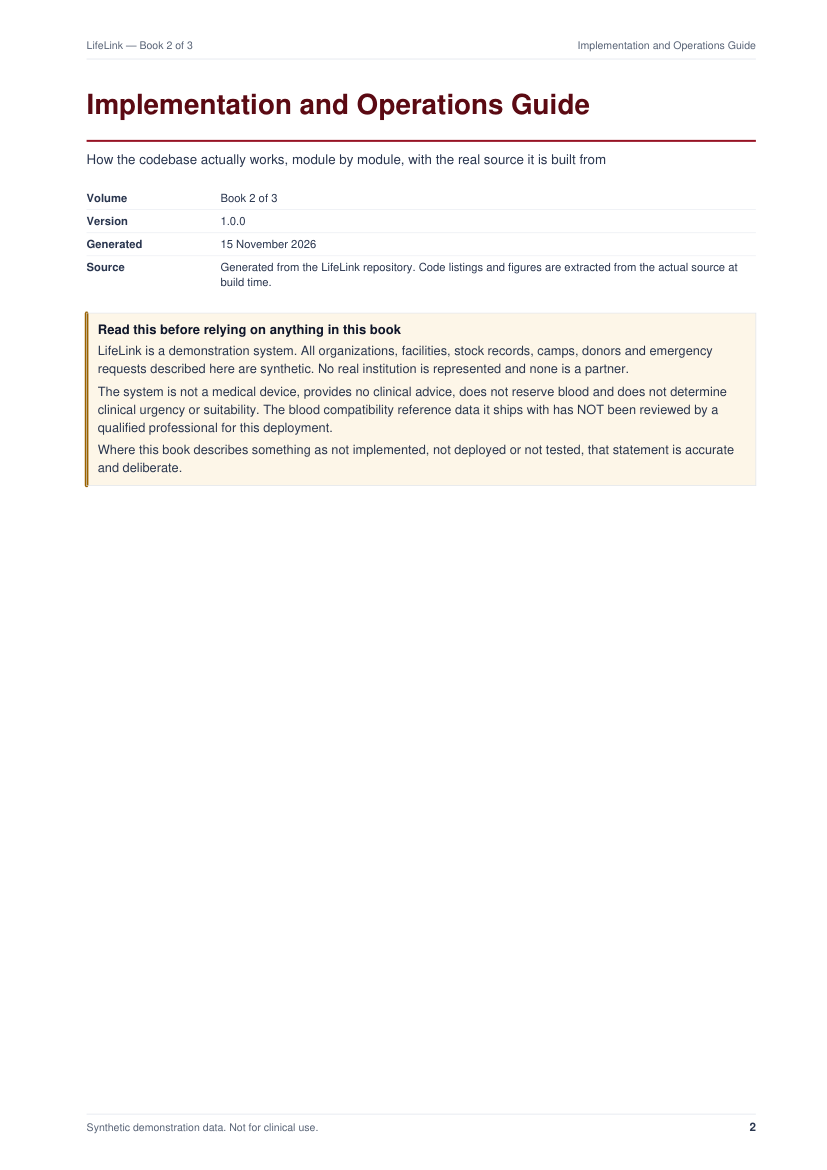 LifeLink — Book 2 of 3
Implementation and Operations Guide
Implementation and Operations Guide
How the codebase actually works, module by module, with the real source it is built from
Volume Book 2 of 3
Version 1.0.0
Generated 15 November 2026
Source Generated from the LifeLink repository. Code listings and figures are extracted from the actual source at
build time.
Read this before relying on anything in this book
LifeLink is a demonstration system. All organizations, facilities, stock records, camps, donors and emergency
requests described here are synthetic. No real institution is represented and none is a partner.
The system is not a medical device, provides no clinical advice, does not reserve blood and does not determine
clinical urgency or suitability. The blood compatibility reference data it ships with has NOT been reviewed by a
qualified professional for this deployment.
Where this book describes something as not implemented, not deployed or not tested, that statement is accurate
and deliberate.
Synthetic demonstration data. Not for clinical use.
2